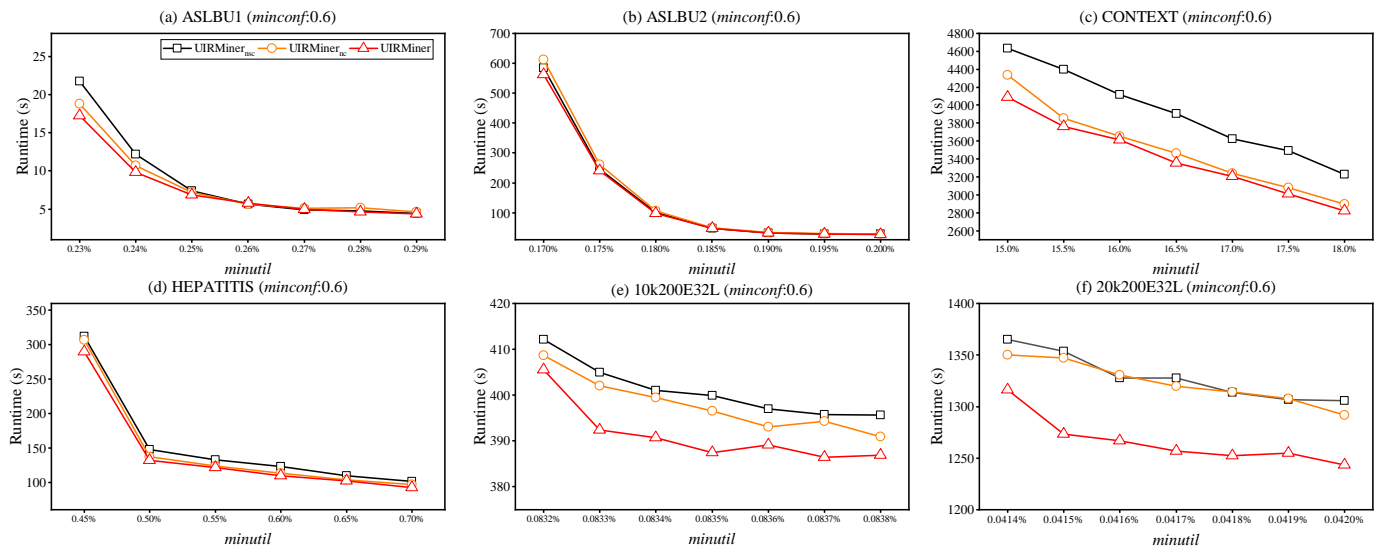 (a) ASLBU1 (minconf:0.6)
UIRMiner_nsc UIRMiner_nc UIRMiner
Runtime (s)
25
20
15
10
5
0.23% 0.24% 0.25% 0.26% 0.27% 0.28% 0.29%
minutil
(b) ASLBU2 (minconf:0.6)
Runtime (s)
700
600
500
400
300
200
100
0.170% 0.175% 0.180% 0.185% 0.190% 0.195% 0.200%
minutil
(c) CONTEXT (minconf:0.6)
Runtime (s)
4800
4600
4400
4200
4000
3800
3600
3400
3200
3000
2800
2600
15.0% 15.5% 16.0% 16.5% 17.0% 17.5% 18.0%
minutil
(d) HEPATITIS (minconf:0.6)
Runtime (s)
350
300
250
200
150
100
0.45% 0.50% 0.55% 0.60% 0.65% 0.70%
minutil
(e) 10k200E32L (minconf:0.6)
Runtime (s)
420
400
390
380
0.0832% 0.0833% 0.0834% 0.0835% 0.0836% 0.0837% 0.0838%
minutil
(f) 20k200E32L (minconf:0.6)
Runtime (s)
1400
1350
1300
1250
1200
0.0414% 0.0415% 0.0416% 0.0417% 0.0418% 0.0419% 0.0420%
minutil